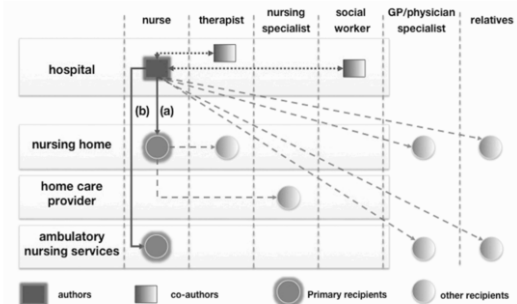 nurse
therapist
nursing
specialist
social
worker
GP/physician
specialist
relatives
hospital
(b) (a)
nursing home
home care
provider
ambulatory
nursing services
authors
co-authors
Primary recipients
other recipients